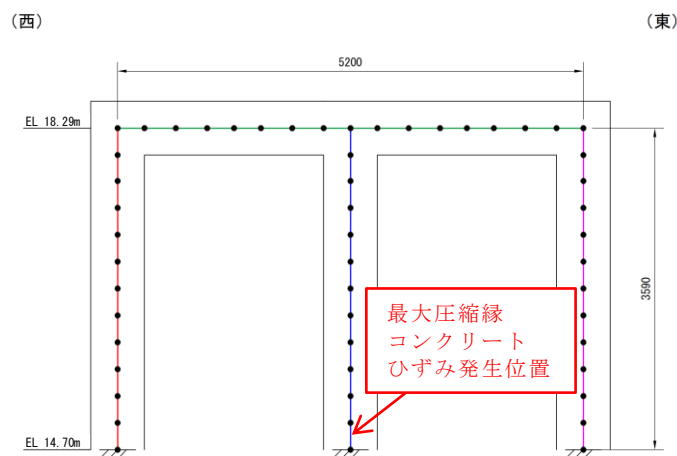 （西）
（東）
5200
EL 18.29m
3590
最大圧縮縁
コンクリート
ひずみ発生位置
EL 14.70m